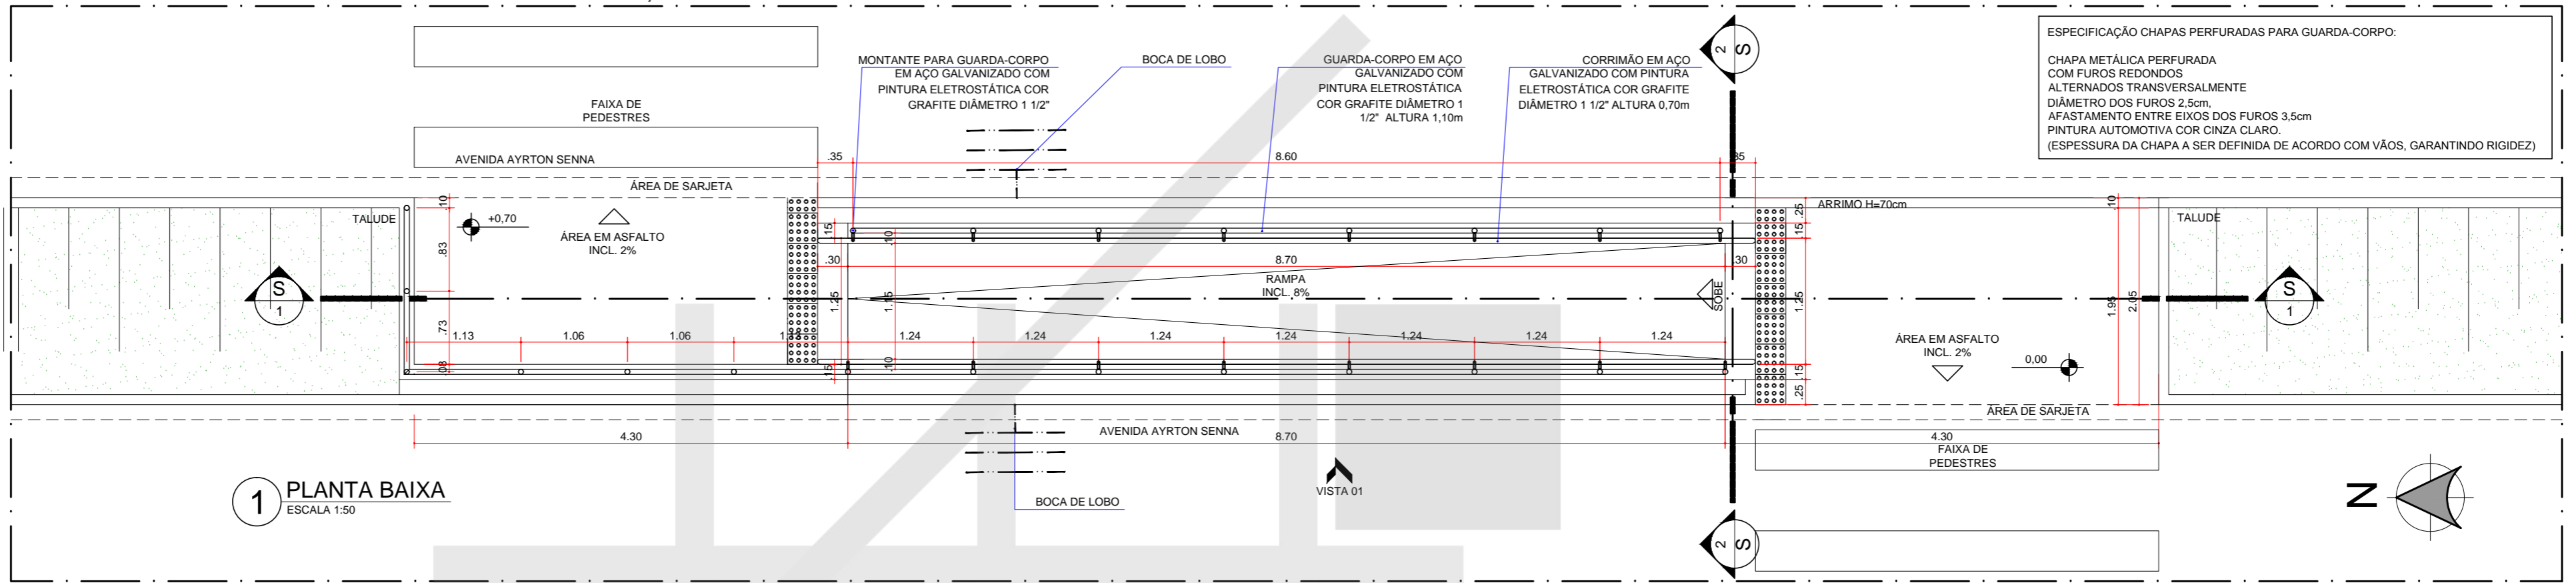 MONTANTE PARA GUARDA-CORPO
EM AÇO GALVANIZADO COM
PINTURA ELETROSTÁTICA COR
GRAFITE DIÂMETRO 1 1/2"
BOCA DE LOBO
GUARDA-CORPO EM AÇO
GALVANIZADO COM
PINTURA ELETROSTÁTICA
COR GRAFITE DIÂMETRO 1
1/2" ALTURA 1,10m
CORRIMÃO EM AÇO
GALVANIZADO COM PINTURA
ELETROSTÁTICA COR GRAFITE
DIÂMETRO 1 1/2" ALTURA 0,70m
2
S
ESPECIFICAÇÃO CHAPAS PERFURADAS PARA GUARDA-CORPO:
CHAPA METÁLICA PERFURADA
COM FUROS REDONDOS
ALTERNADOS TRANSVERSALMENTE
DIÂMETRO DOS FUROS 2,5cm,
AFASTAMENTO ENTRE EIXOS DOS FUROS 3,5cm
PINTURA AUTOMOTIVA COR CINZA CLARO.
(ESPESSURA DA CHAPA A SER DEFINIDA DE ACORDO COM VÃOS, GARANTINDO RIGIDEZ)
FAIXA DE
PEDESTRES
AVENIDA AYRTON SENNA
.35
8.60
.35
ÁREA DE SARJETA
TALUDE
.10
+0,70
ÁREA EM ASFALTO
INCL. 2%
.83
.73
.08
.15
.10
.30
8.70
.30
RAMPA
INCL. 8%
SOBE
1.25
1.45
1.13
1.06
1.06
1.13
1.24
1.24
1.24
1.24
1.24
1.24
1.24
.15
.10
ARRIMO H=70cm
.25
.15
1.25
.15
.25
.10
1.95
2.05
TALUDE
S
1
S
1
ÁREA EM ASFALTO
INCL. 2%
0,00
ÁREA DE SARJETA
4.30
AVENIDA AYRTON SENNA
8.70
4.30
FAIXA DE
PEDESTRES
1
PLANTA BAIXA
ESCALA 1:50
BOCA DE LOBO
VISTA 01
N
2
S